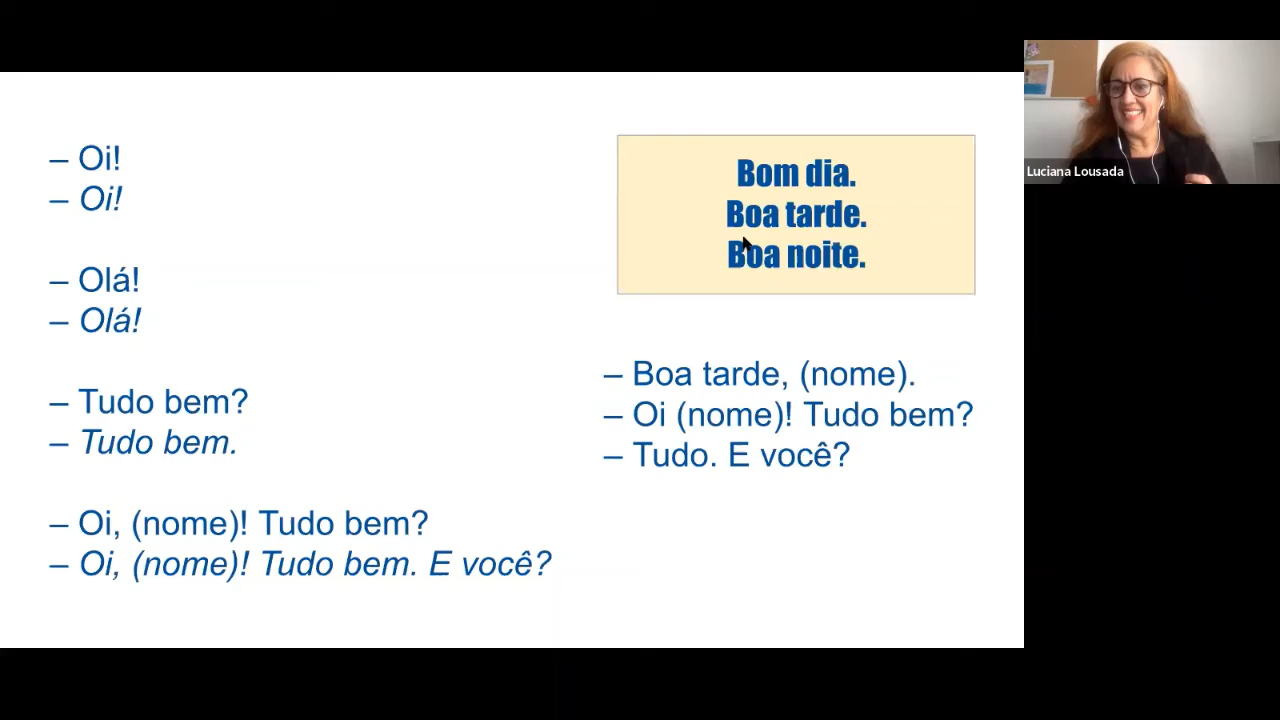 – Oi!
– Oi!
– Olá!
– Olá!
– Tudo bem?
– Tudo bem.
– Oi, (nome)! Tudo bem?
– Oi, (nome)! Tudo bem. E você?
Bom dia.
Boa tarde.
Boa noite.
– Boa tarde, (nome).
– Oi (nome)! Tudo bem?
– Tudo. E você?
Luciana Lousada